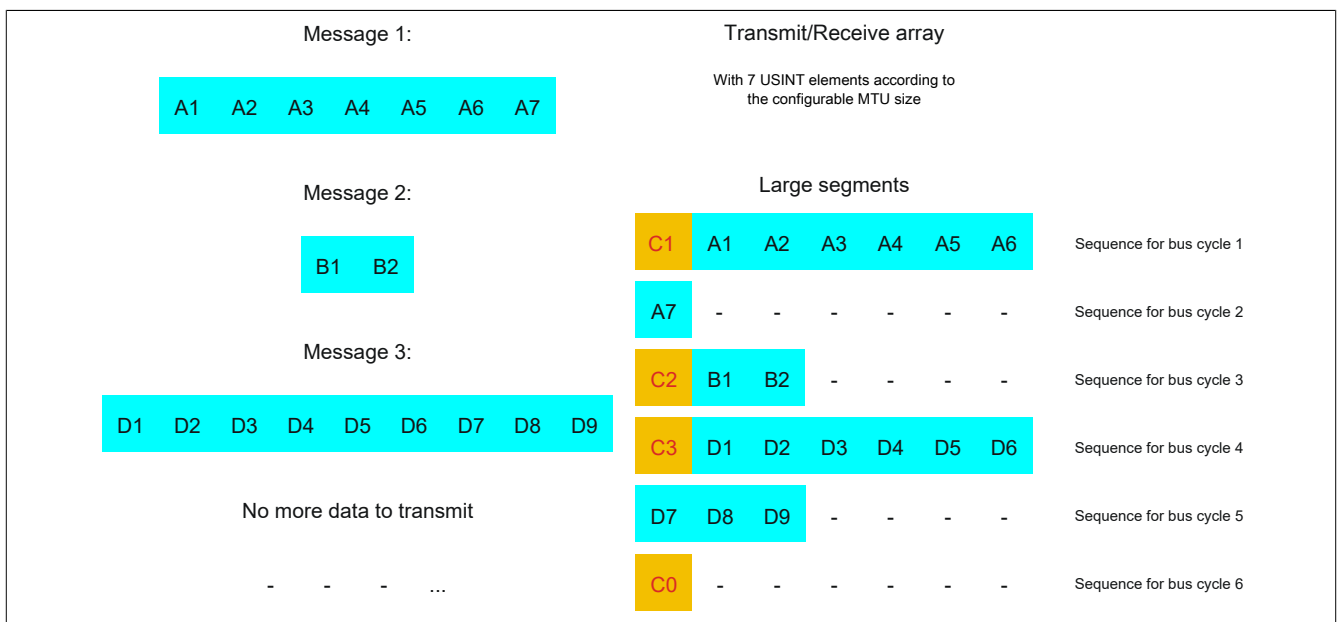 Message 1:
A1 A2 A3 A4 A5 A6 A7
Message 2:
B1 B2
Message 3:
D1 D2 D3 D4 D5 D6 D7 D8 D9
No more data to transmit
- - - ...
Transmit/Receive array
With 7 USINT elements according to
the configurable MTU size
Large segments
C1 A1 A2 A3 A4 A5 A6 Sequence for bus cycle 1
A7 - - - - - - Sequence for bus cycle 2
C2 B1 B2 - - - - Sequence for bus cycle 3
C3 D1 D2 D3 D4 D5 D6 Sequence for bus cycle 4
D7 D8 D9 - - - - Sequence for bus cycle 5
C0 - - - - - - Sequence for bus cycle 6